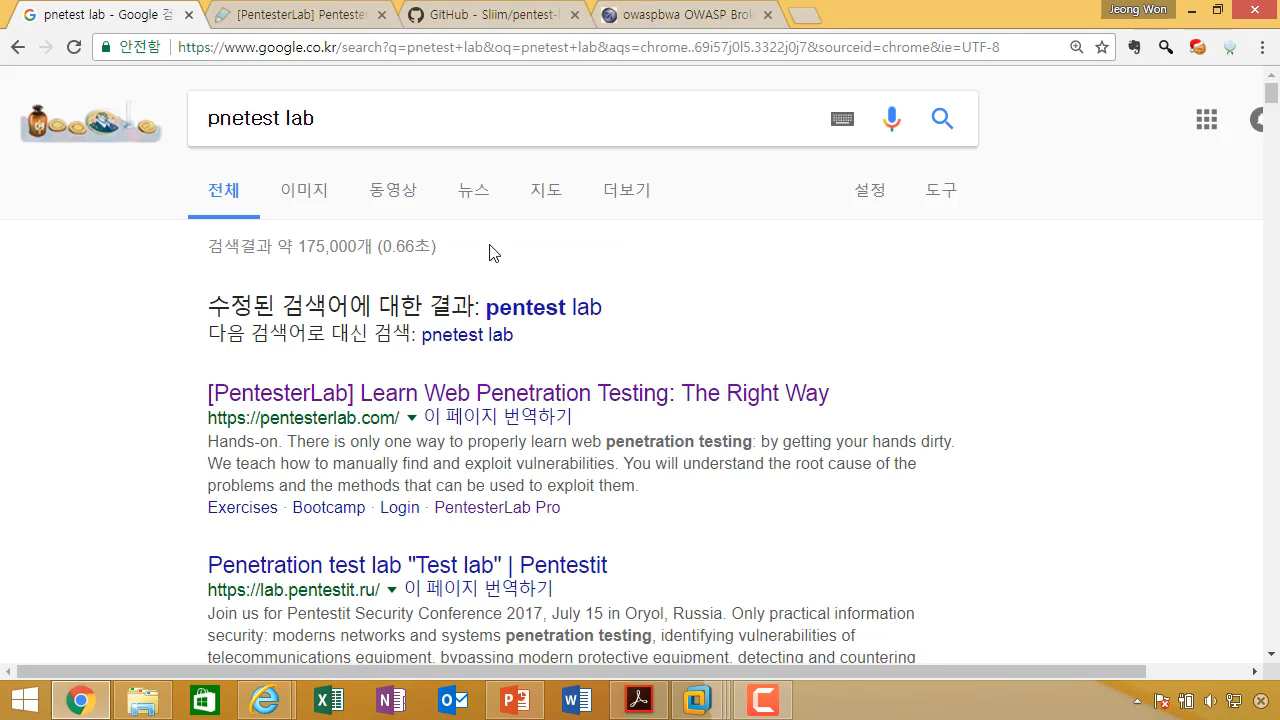 pnetest lab - Google 검
[PentesterLab] Pentester
GitHub - Sliim/pentest-l
owaspbwa OWASP Brok
Jeong Won
안전함
https://www.google.co.kr/search?q=pnetest+lab&oq=pnetest+lab&aqs=chrome..69i57j0l5.3322j0j7&sourceid=chrome&ie=UTF-8
pnetest lab
전체 이미지 동영상 뉴스 지도 더보기 설정 도구
검색결과 약 175,000개 (0.66초)
수정된 검색어에 대한 결과: pentest lab
다음 검색어로 대신 검색: pnetest lab
[PentesterLab] Learn Web Penetration Testing: The Right Way
https://pentesterlab.com/ 이 페이지 번역하기
Hands-on. There is only one way to properly learn web penetration testing: by getting your hands dirty.
We teach how to manually find and exploit vulnerabilities. You will understand the root cause of the
problems and the methods that can be used to exploit them.
Exercises · Bootcamp · Login · PentesterLab Pro
Penetration test lab "Test lab" | Pentestit
https://lab.pentestit.ru/ 이 페이지 번역하기
Join us for Pentestit Security Conference 2017, July 15 in Oryol, Russia. Only practical information
security: moderns networks and systems penetration testing, identifying vulnerabilities of
telecommunications equipment, bypassing modern protective equipment, detecting and countering